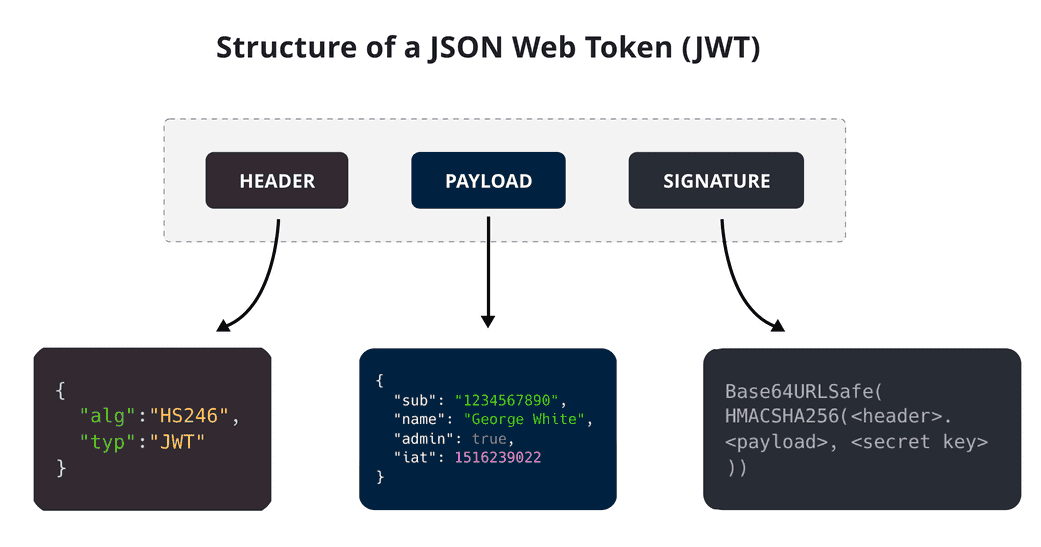 Structure of a JSON Web Token (JWT)
HEADER
PAYLOAD
SIGNATURE
{
"alg":"HS246",
"typ":"JWT"
}
{
"sub": "1234567890",
"name": "George White",
"admin": true,
"iat": 1516239022
}
Base64URLSafe(
HMACSHA256(<header>.
<payload>, <secret key>
))